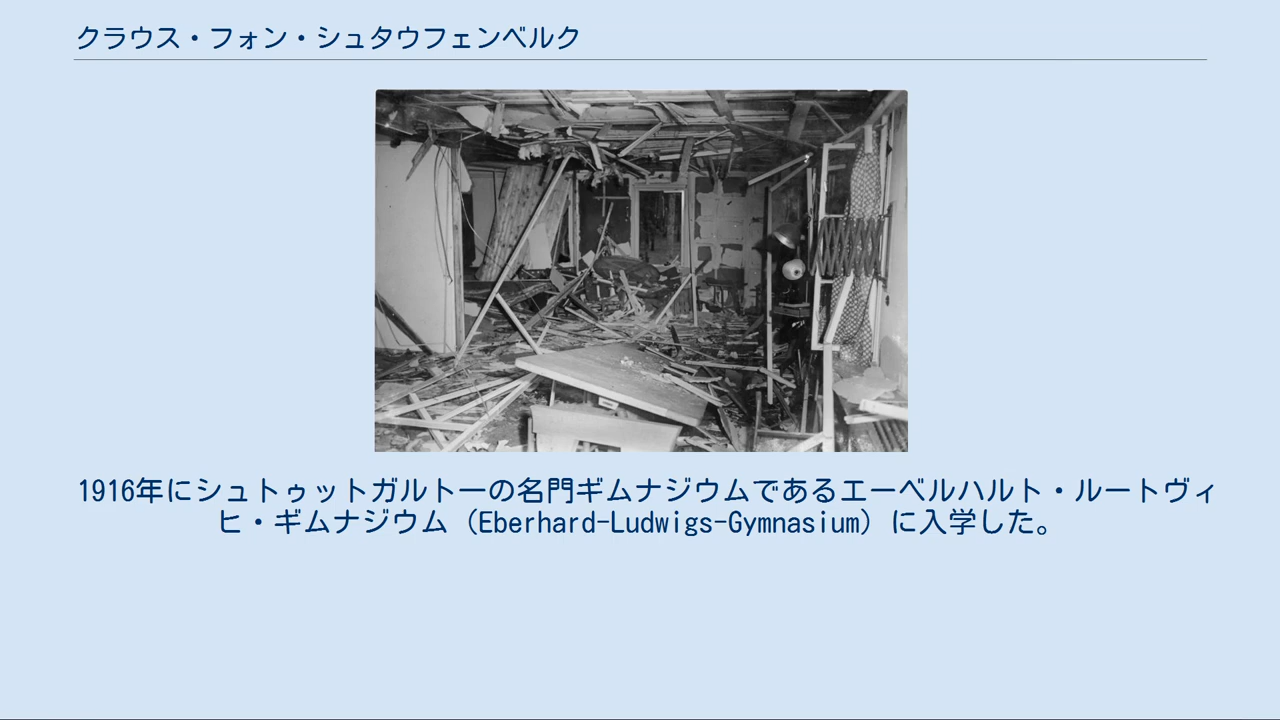 クラウス・フォン・シュタウフェンベルク
1916年にシュトゥットガルト一の名門ギムナジウムであるエーベルハルト・ルートヴィ
ヒ・ギムナジウム（Eberhard-Ludwigs-Gymnasium）に入学した。